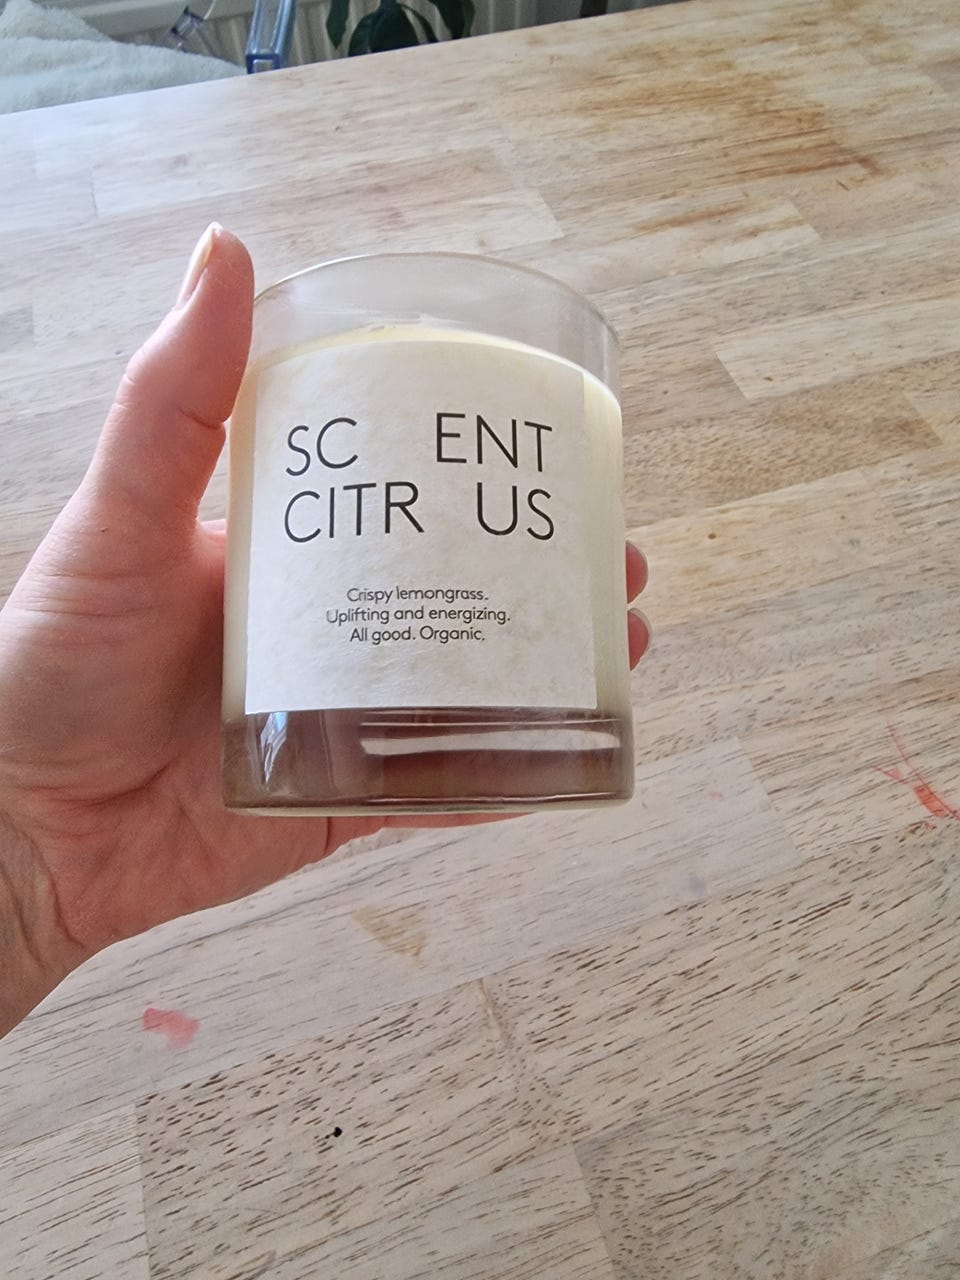 SC ENT
CITR US
Crispy lemongrass.
Uplifting and energizing.
All good. Organic.